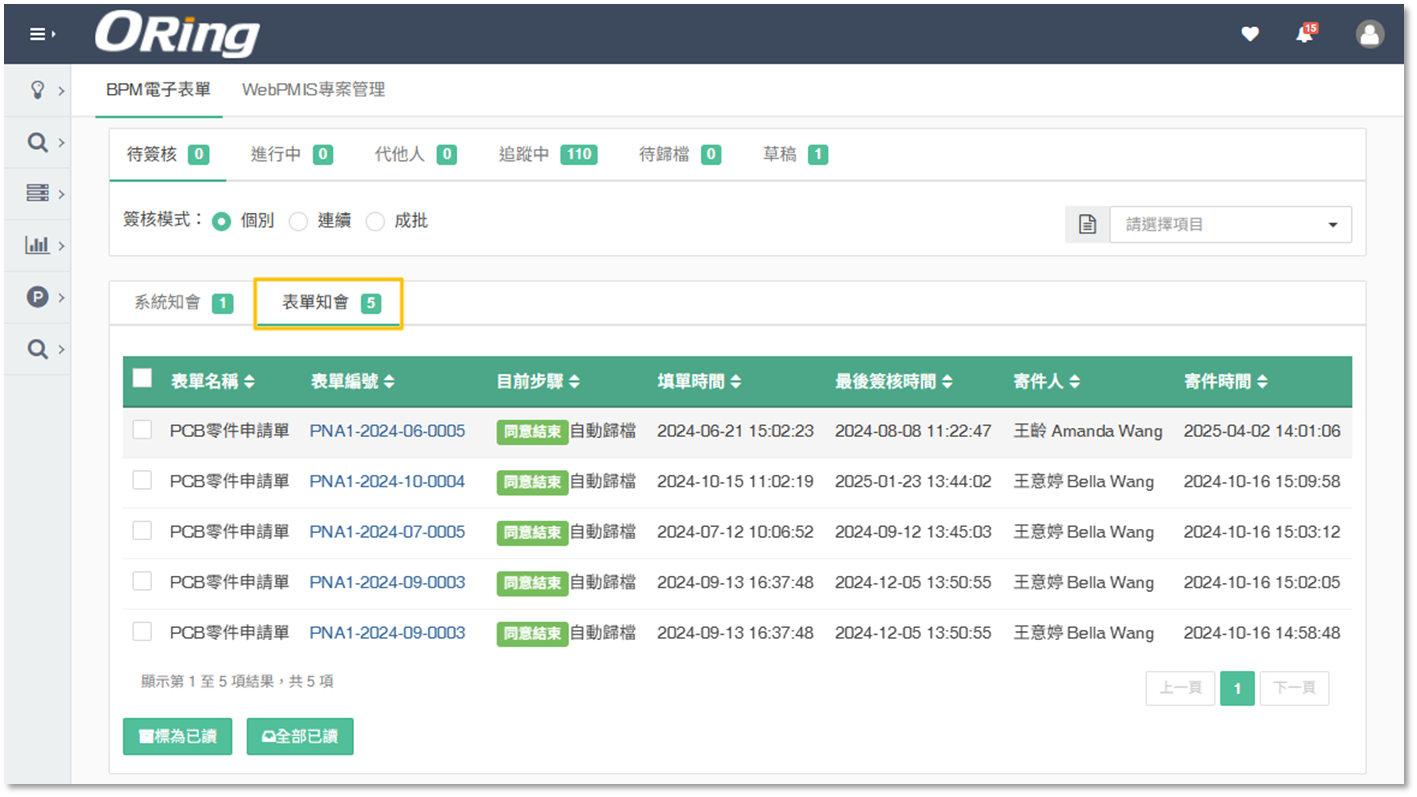 ORing
15
BPM電子表單 WebPMIS專案管理
待簽核 0 進行中 0 代他人 0 追蹤中 110 待歸檔 0 草稿 1
簽核模式： 個別 連續 成批 請選擇項目
系統知會 1 表單知會 5
表單名稱 表單編號 目前步驟 填單時間 最後簽核時間 寄件人 寄件時間
PCB零件申請單 PNA1-2024-06-0005 同意結束 自動歸檔 2024-06-21 15:02:23 2024-08-08 11:22:47 王齡 Amanda Wang 2025-04-02 14:01:06
PCB零件申請單 PNA1-2024-10-0004 同意結束 自動歸檔 2024-10-15 11:02:19 2025-01-23 13:44:02 王意婷 Bella Wang 2024-10-16 15:09:58
PCB零件申請單 PNA1-2024-07-0005 同意結束 自動歸檔 2024-07-12 10:06:52 2024-09-12 13:45:03 王意婷 Bella Wang 2024-10-16 15:03:12
PCB零件申請單 PNA1-2024-09-0003 同意結束 自動歸檔 2024-09-13 16:37:48 2024-12-05 13:50:55 王意婷 Bella Wang 2024-10-16 15:02:05
PCB零件申請單 PNA1-2024-09-0003 同意結束 自動歸檔 2024-09-13 16:37:48 2024-12-05 13:50:55 王意婷 Bella Wang 2024-10-16 14:58:48
顯示第 1 至 5 項結果，共 5 項
上一頁 1 下一頁
標為已讀 全部已讀